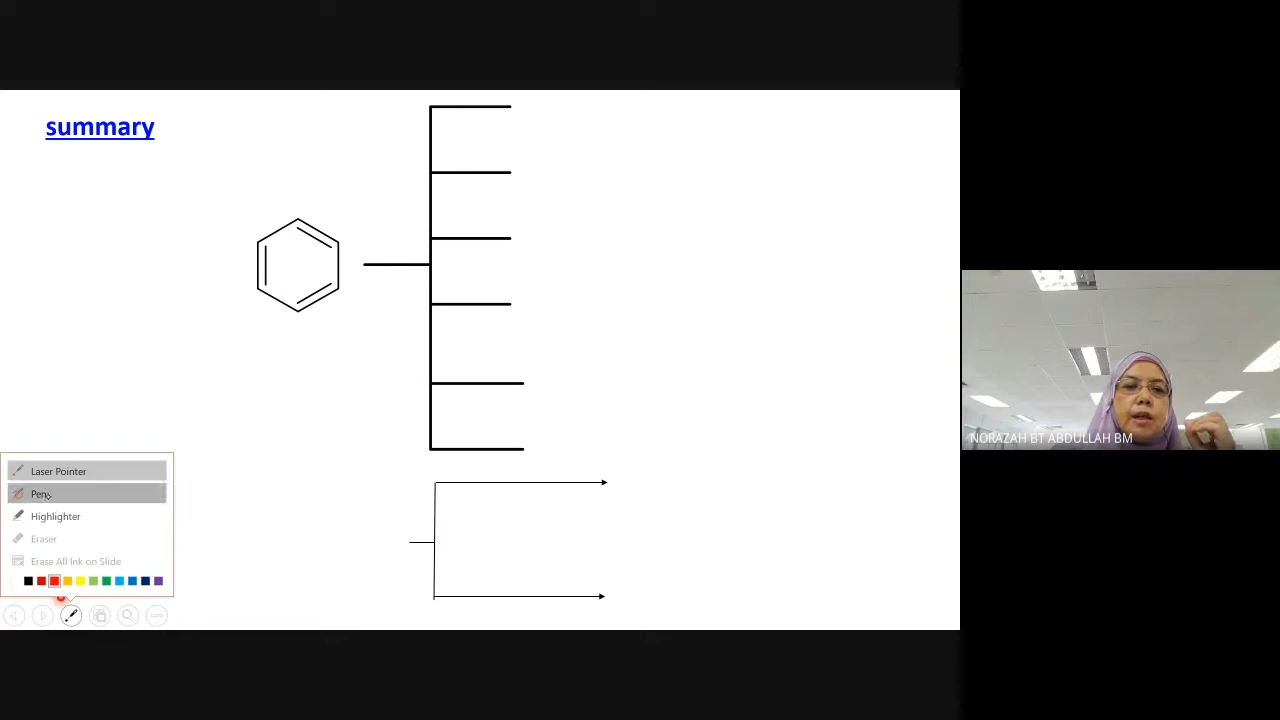 summary
Laser Pointer
Pen
Highlighter
Eraser
Erase All Ink on Slide
NORAZAH BT ABDULLAH BM